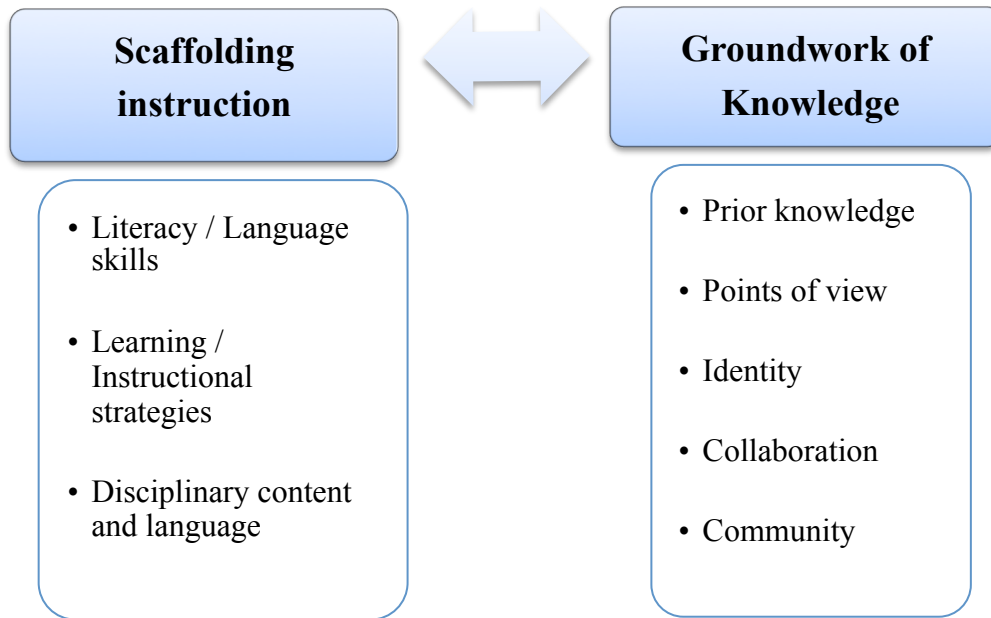 Scaffolding
instruction
• Literacy / Language
skills
• Learning /
Instructional
strategies
• Disciplinary content
and language
Groundwork of
Knowledge
• Prior knowledge
• Points of view
• Identity
• Collaboration
• Community